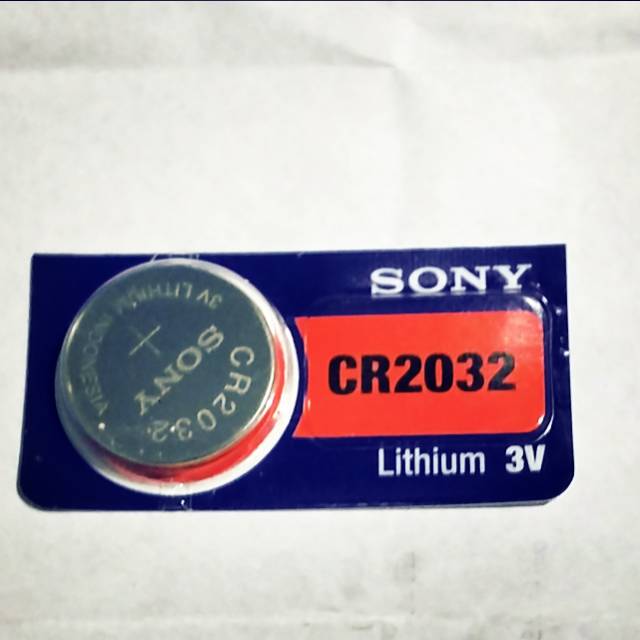 SONY
CR2032
Lithium 3V
+
SONY
CR2032
3V LITHIUM INDONESIA